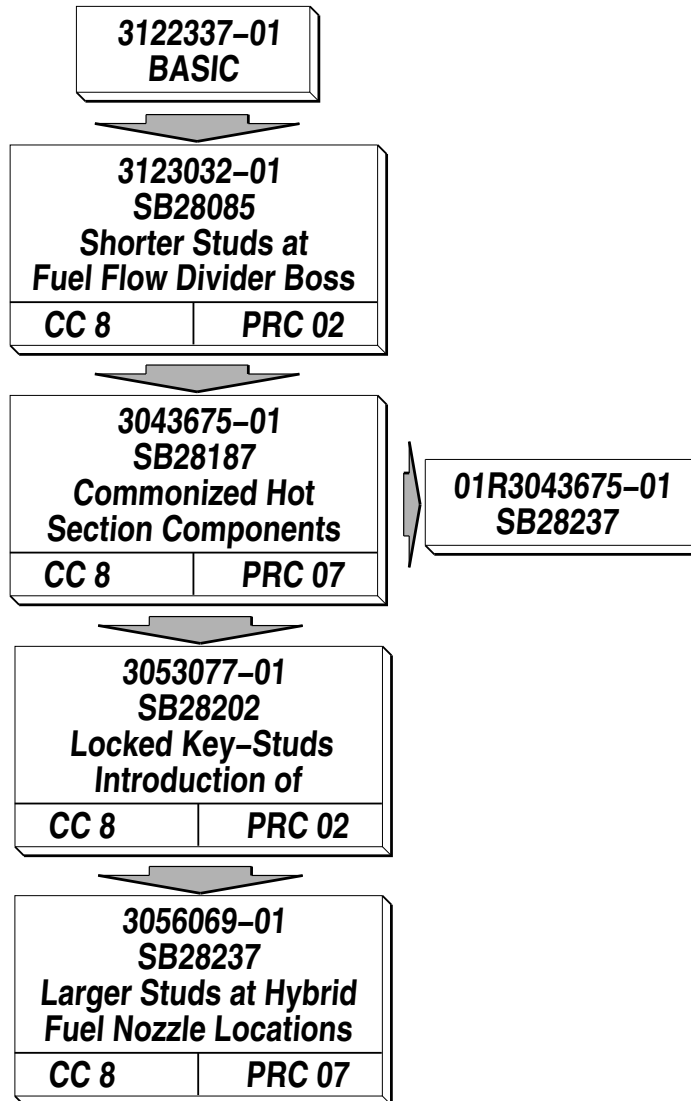 3122337–01
BASIC
3123032–01
SB28085
Shorter Studs at
Fuel Flow Divider Boss
CC 8 PRC 02
3043675–01
SB28187
Commonized Hot
Section Components
CC 8 PRC 07
01R3043675–01
SB28237
3053077–01
SB28202
Locked Key–Studs
Introduction of
CC 8 PRC 02
3056069–01
SB28237
Larger Studs at Hybrid
Fuel Nozzle Locations
CC 8 PRC 07